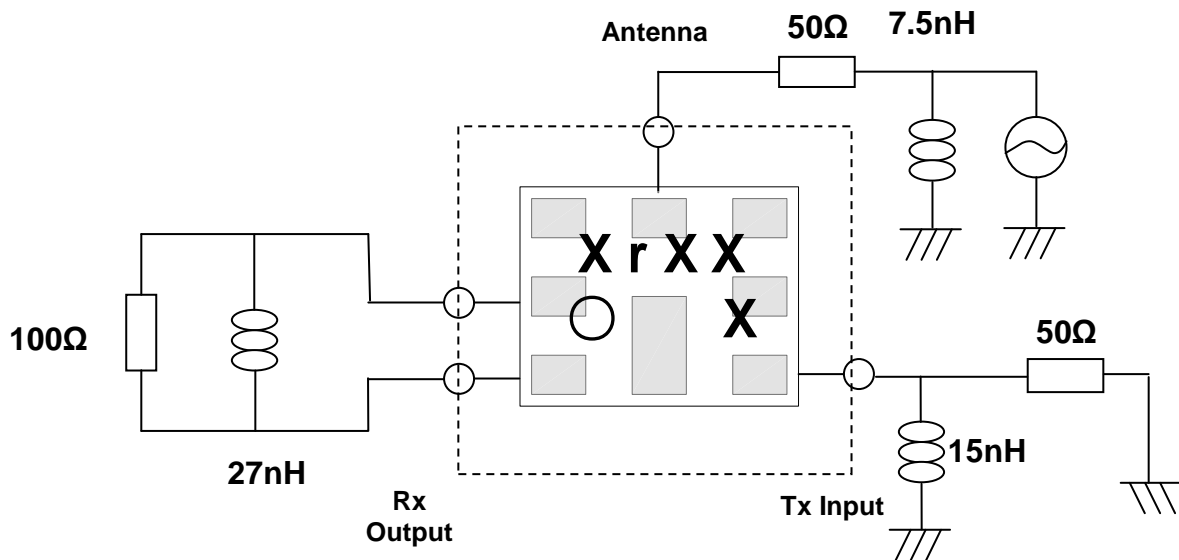 Antenna
50Ω
7.5nH
X r X X
O X
100Ω
27nH
50Ω
15nH
Rx
Output
Tx Input